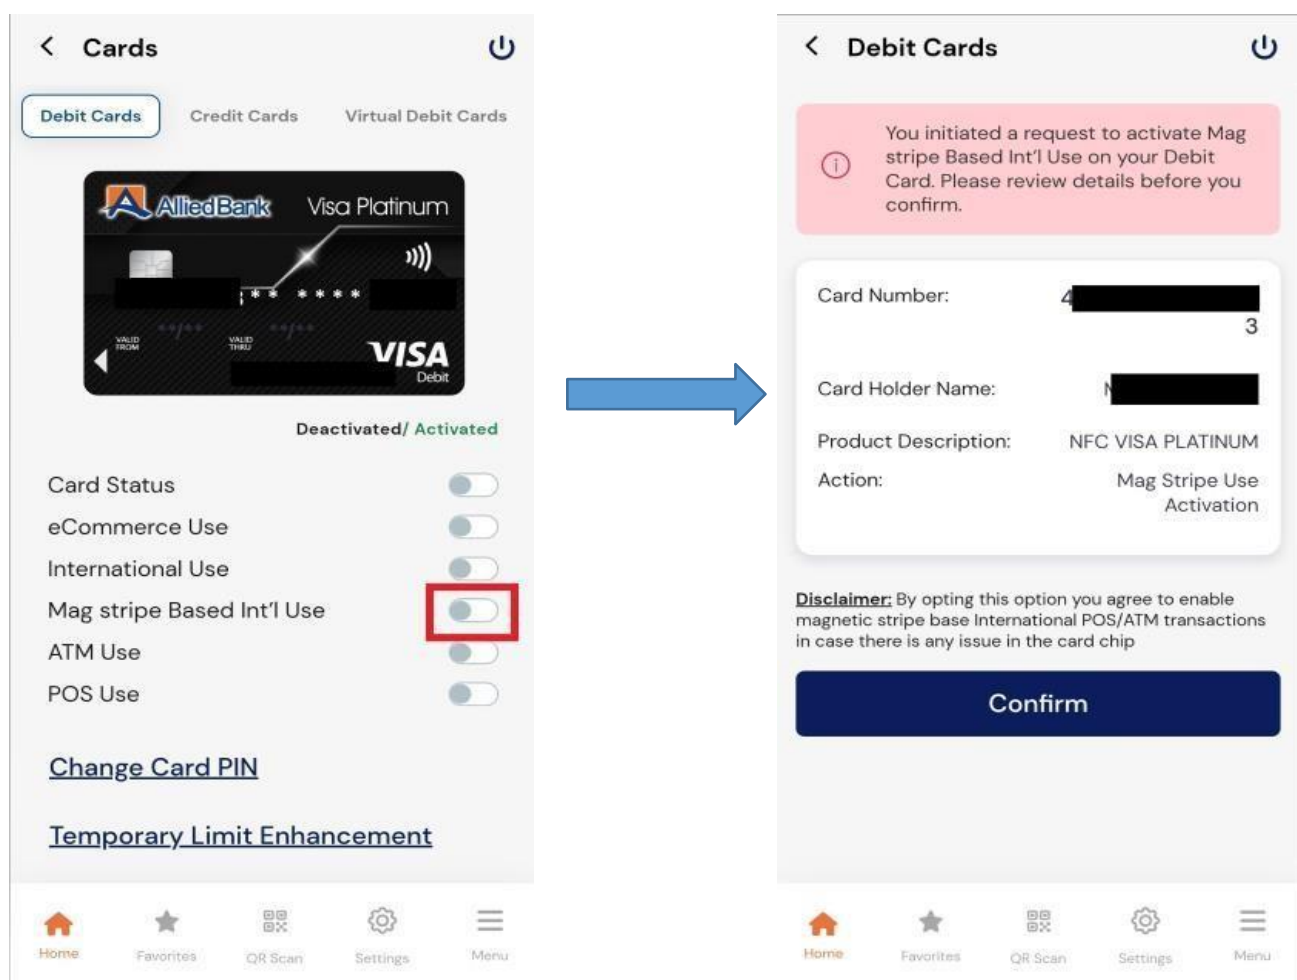 Cards
Debit Cards
Credit Cards
Virtual Debit Cards
AlliedBank
Visa Platinum
** ****
VALID
FROM
**/**
VALID
THRU
**/**
VISA
Debit
Deactivated/ Activated
Card Status
eCommerce Use
International Use
Mag stripe Based Int'l Use
ATM Use
POS Use
Change Card PIN
Temporary Limit Enhancement
Home
Favorites
QR Scan
Settings
Menu
Debit Cards
You initiated a request to activate Mag
stripe Based Int'l Use on your Debit
Card. Please review details before you
confirm.
Card Number:
4
3
Card Holder Name:
Product Description:
NFC VISA PLATINUM
Action:
Mag Stripe Use
Activation
Disclaimer: By opting this option you agree to enable
magnetic stripe base International POS/ATM transactions
in case there is any issue in the card chip
Confirm
Home
Favorites
QR Scan
Settings
Menu